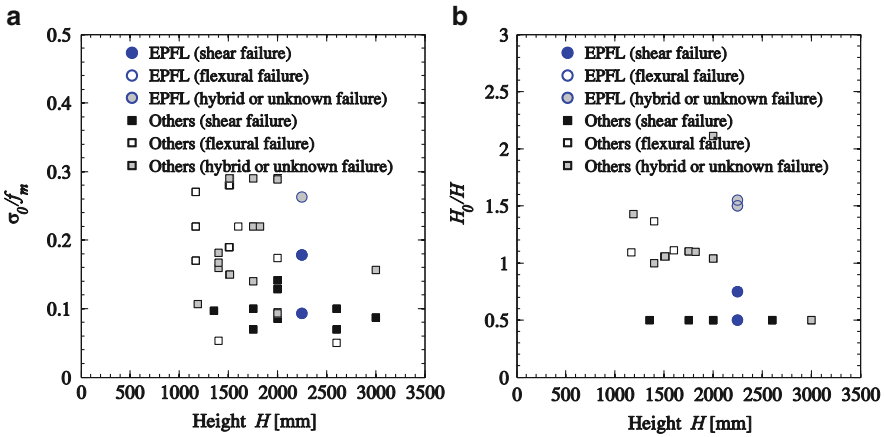 a
0.5
0.4
0.3
0.2
0.1
0
σ0/fm
EPFL (shear failure)
EPFL (flexural failure)
EPFL (hybrid or unknown failure)
Others (shear failure)
Others (flexural failure)
Others (hybrid or unknown failure)
0 500 1000 1500 2000 2500 3000 3500
Height H [mm]
b
3
2.5
2
1.5
1
0.5
0
H0/H
EPFL (shear failure)
EPFL (flexural failure)
EPFL (hybrid or unknown failure)
Others (shear failure)
Others (flexural failure)
Others (hybrid or unknown failure)
0 500 1000 1500 2000 2500 3000 3500
Height H [mm]